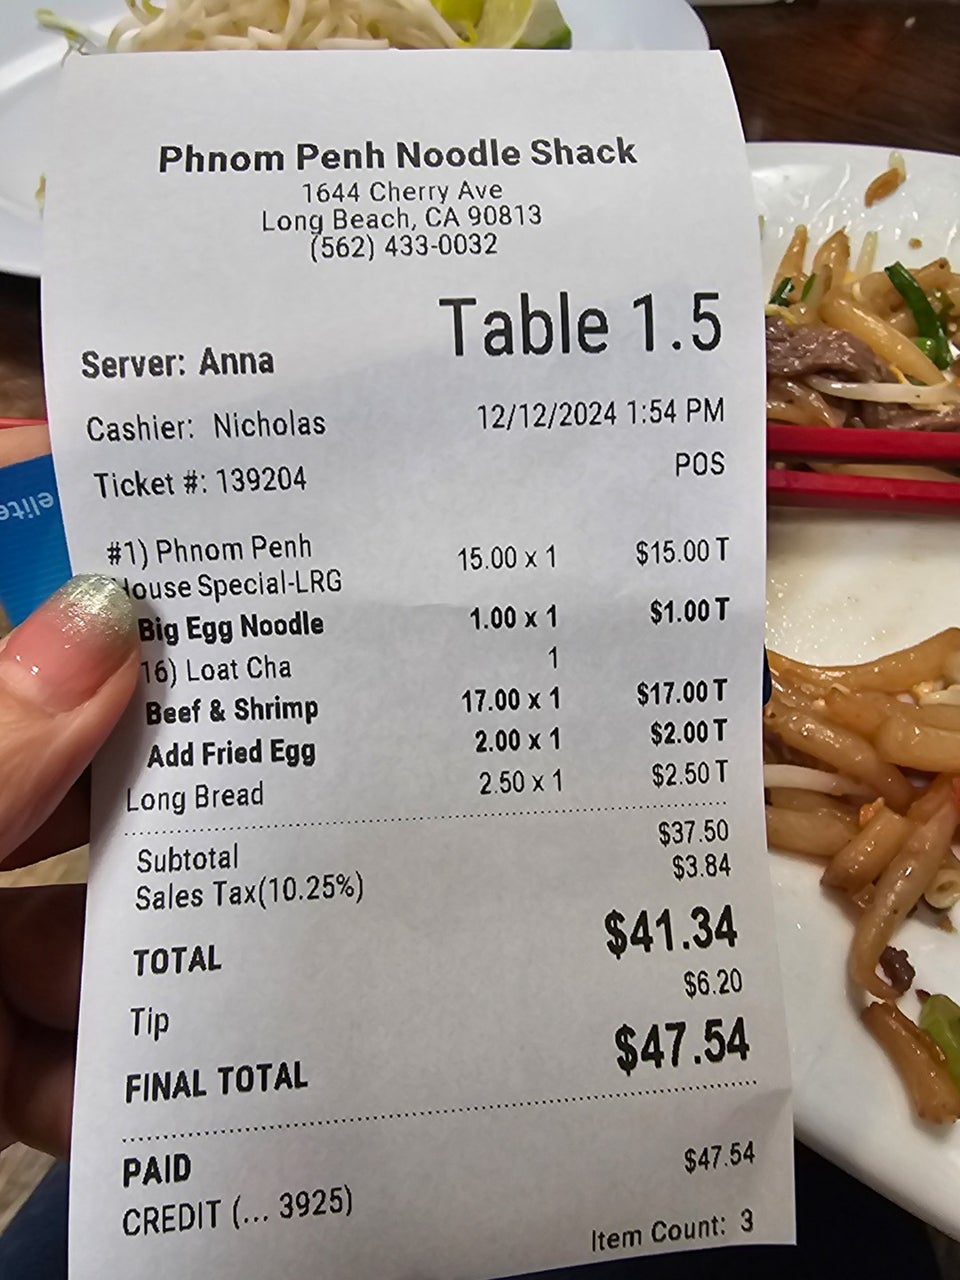 Phnom Penh Noodle Shack
1644 Cherry Ave
Long Beach, CA 90813
(562) 433-0032
Table 1.5
Server: Anna
Cashier: Nicholas 12/12/2024 1:54 PM
Ticket #: 139204 POS
#1) Phnom Penh 15.00 x 1 $15.00 T
House Special-LRG
Big Egg Noodle 1.00 x 1 $1.00 T
16) Loat Cha 1
Beef & Shrimp 17.00 x 1 $17.00 T
Add Fried Egg 2.00 x 1 $2.00 T
Long Bread 2.50 x 1 $2.50 T
Subtotal $37.50
Sales Tax(10.25%) $3.84
TOTAL $41.34
Tip $6.20
FINAL TOTAL $47.54
PAID $47.54
CREDIT (... 3925)
Item Count: 3
elite